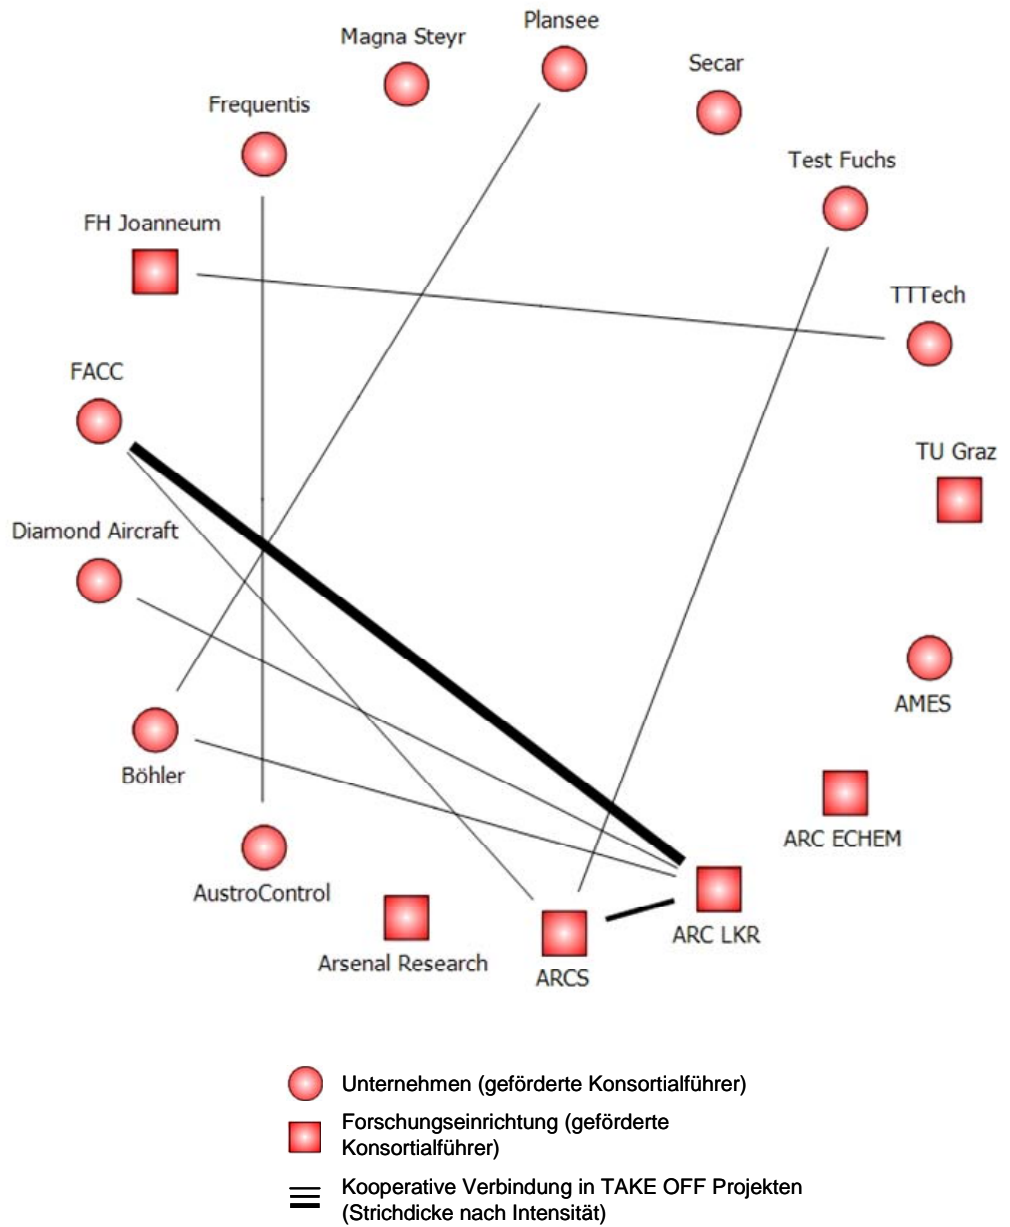 Plansee
Magna Steyr
Secar
Frequentis
Test Fuchs
FH Joanneum
TTTech
FACC
TU Graz
Diamond Aircraft
AMES
Böhler
ARC ECHEM
AustroControl
ARC LKR
Arsenal Research
ARCS
Unternehmen (geförderte Konsortialführer)
Forschungseinrichtung (geförderte
Konsortialführer)
Kooperative Verbindung in TAKE OFF Projekten
(Strichdicke nach Intensität)